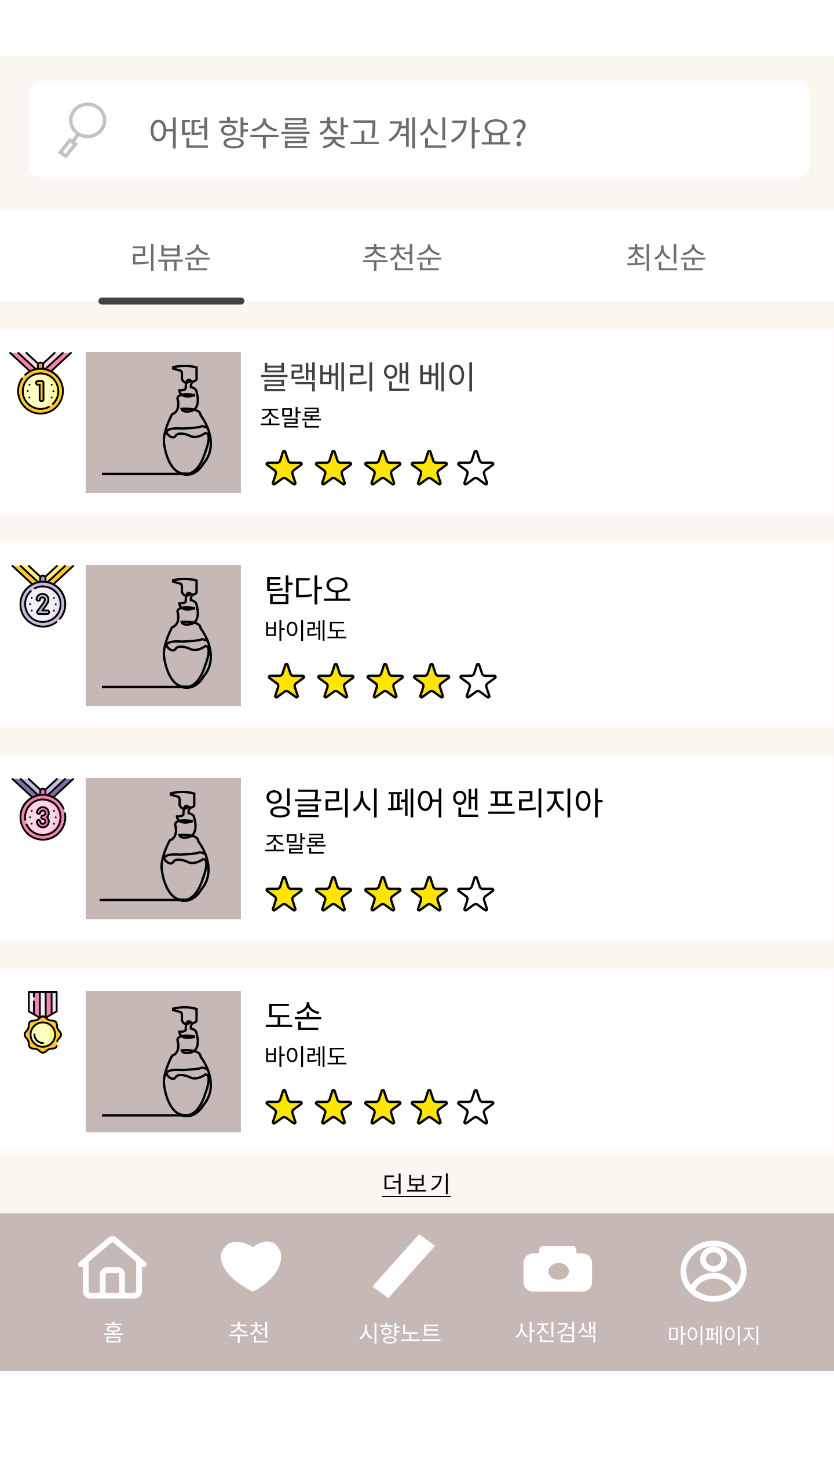 어떤 향수를 찾고 계신가요?
리뷰순 추천순 최신순
1
블랙베리 앤 베이
조말론
2
탐다오
바이레도
3
잉글리시 페어 앤 프리지아
조말론
도손
바이레도
더보기
홈 추천 시향노트 사진검색 마이페이지